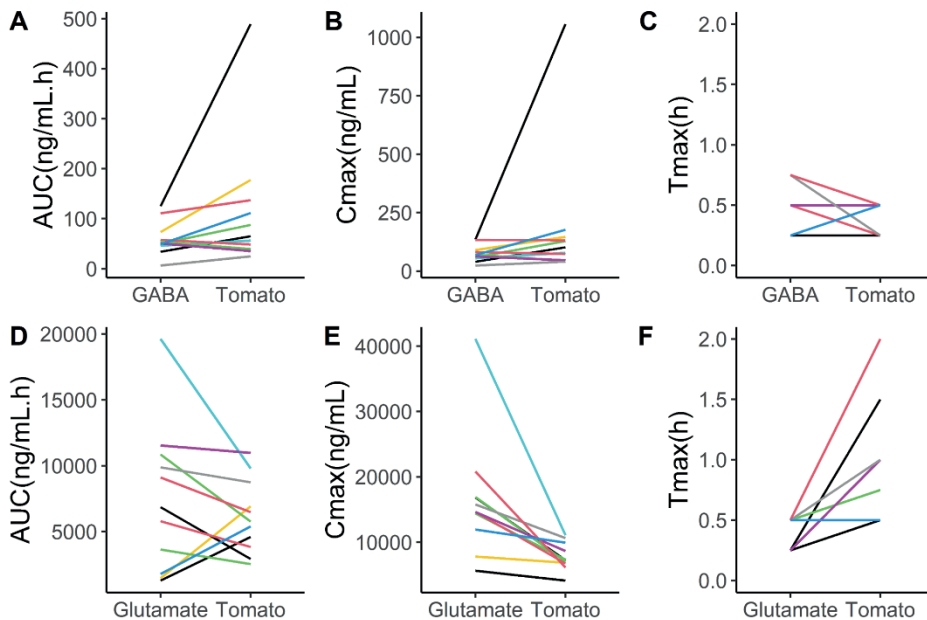 A
AUC(ng/mL.h)
500
400
300
200
100
0
GABA Tomato
B
Cmax(ng/mL)
1000
750
500
250
0
GABA Tomato
C
Tmax(h)
2.0
1.5
1.0
0.5
0.0
GABA Tomato
D
AUC(ng/mL.h)
20000
15000
10000
5000
Glutamate Tomato
E
Cmax(ng/mL)
40000
30000
20000
10000
Glutamate Tomato
F
Tmax(h)
2.0
1.5
1.0
0.5
0.0
Glutamate Tomato